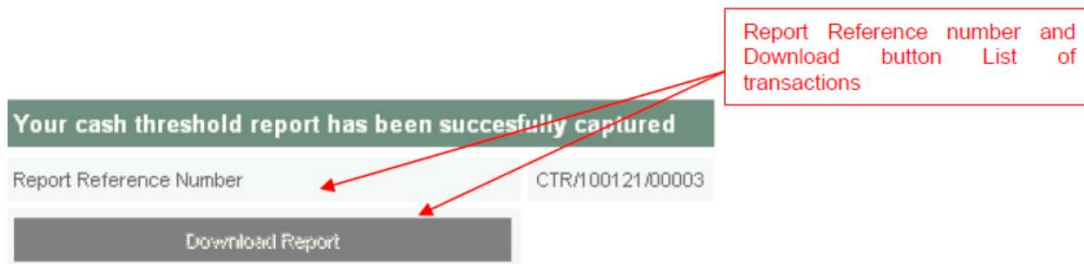 Report Reference number and
Download button List of
transactions
Your cash threshold report has been succesfully captured
Report Reference Number CTR/100121/00003
Download Report